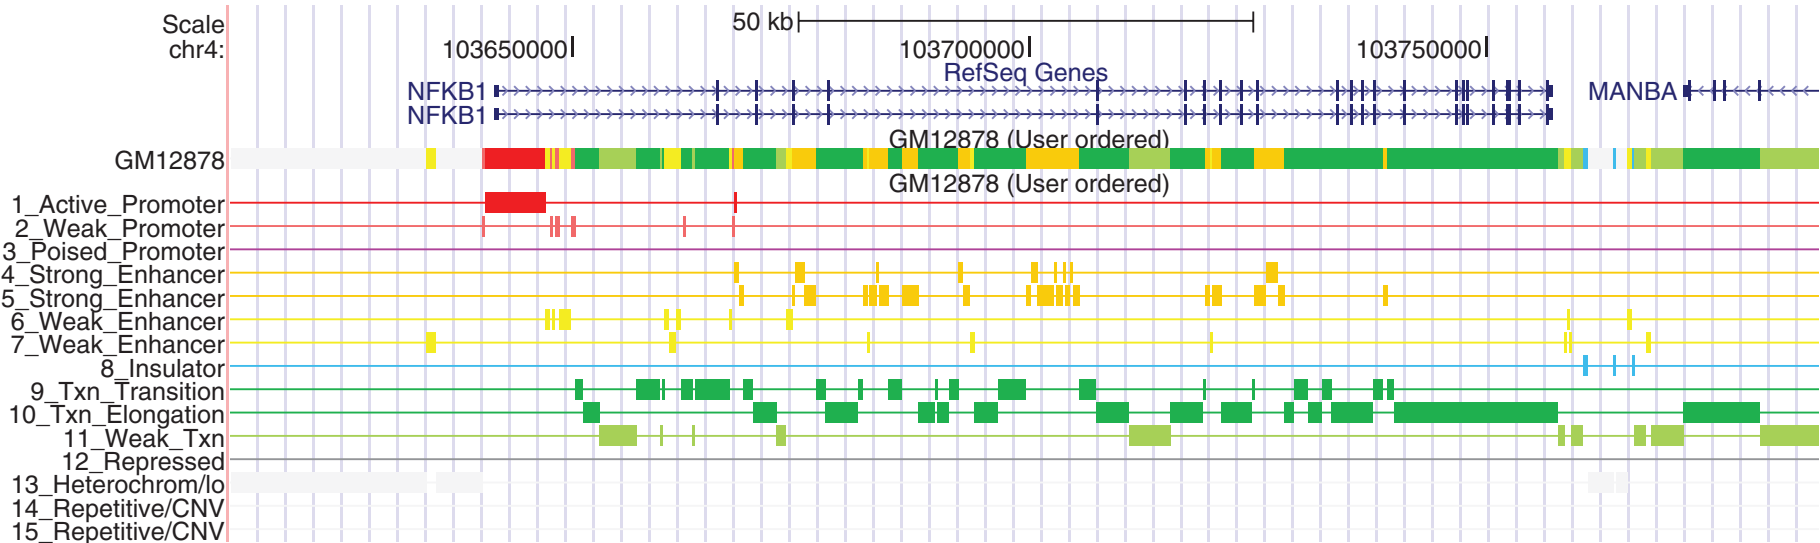 Scale 50 kb
chr4: 103650000 103700000 103750000
RefSeq Genes
NFKB1 MANBA
NFKB1
GM12878 (User ordered)
GM12878
GM12878 (User ordered)
1_Active_Promoter
2_Weak_Promoter
3_Poised_Promoter
4_Strong_Enhancer
5_Strong_Enhancer
6_Weak_Enhancer
7_Weak_Enhancer
8_Insulator
9_Txn_Transition
10_Txn_Elongation
11_Weak_Txn
12_Repressed
13_Heterochrom/lo
14_Repetitive/CNV
15_Repetitive/CNV